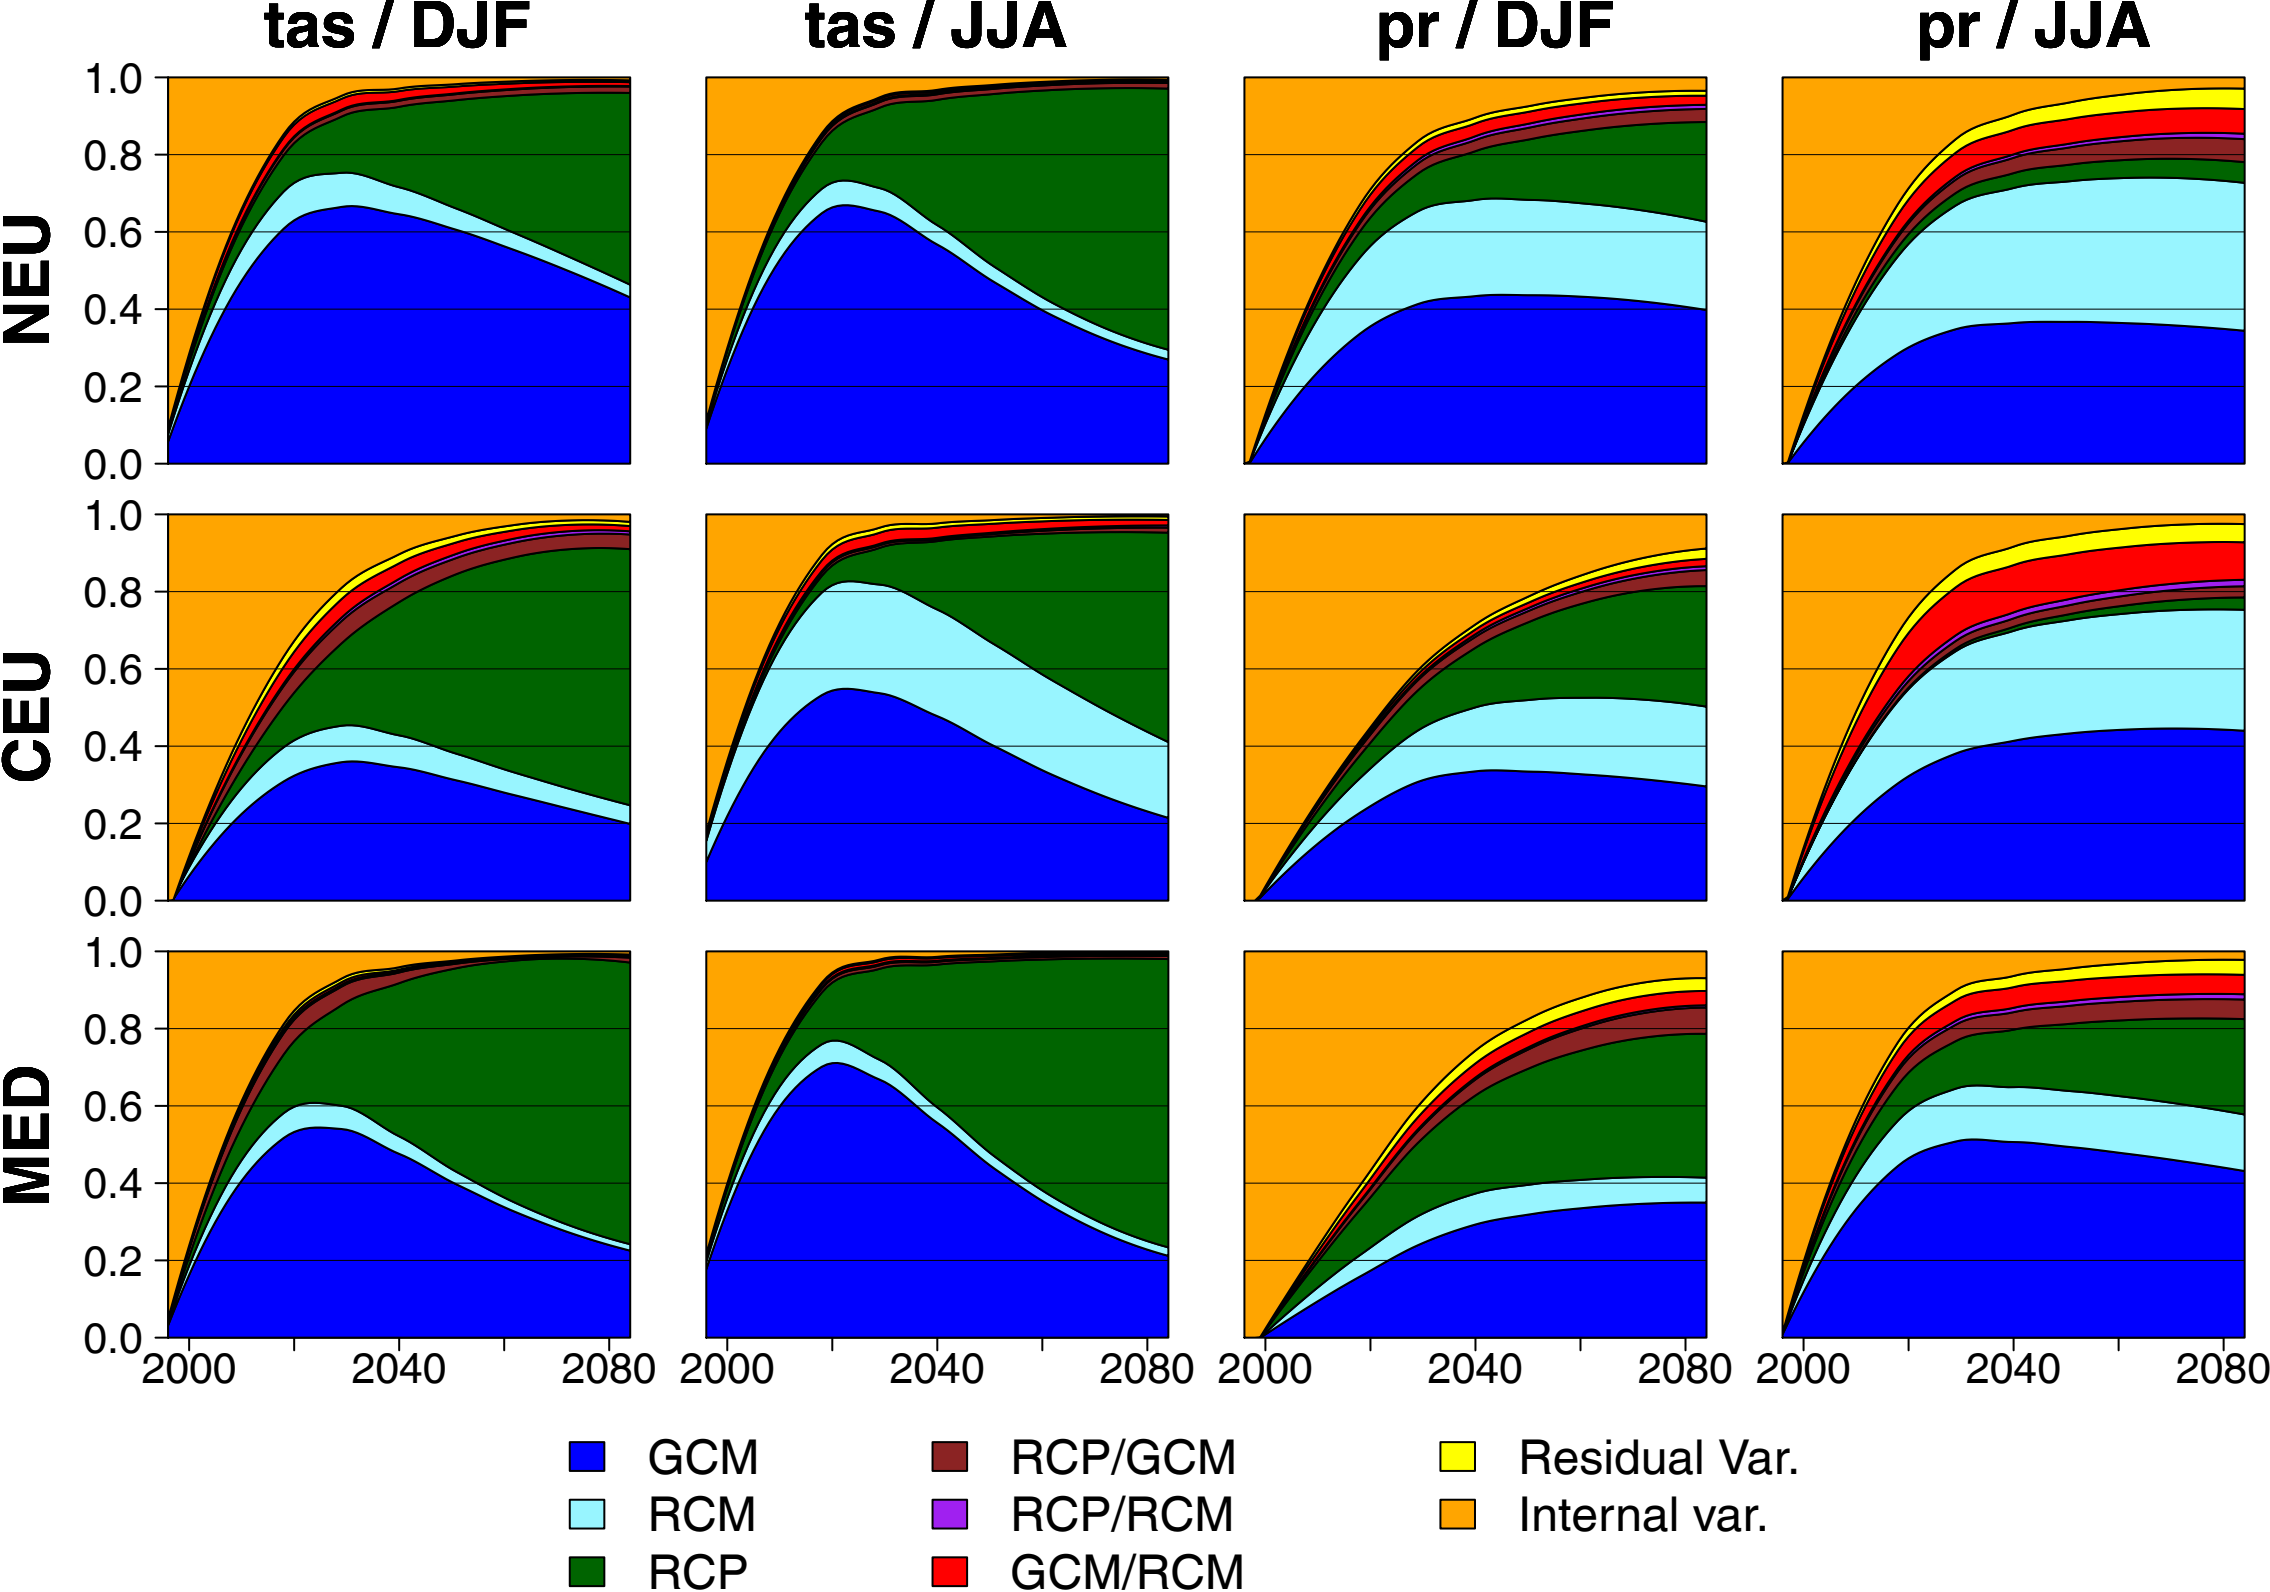 tas / DJF tas / JJA pr / DJF pr / JJA
NEU
1.0
0.8
0.6
0.4
0.2
0.0
CEU
1.0
0.8
0.6
0.4
0.2
0.0
MED
1.0
0.8
0.6
0.4
0.2
0.0
2000 2040 2080 2000 2040 2080 2000 2040 2080 2000 2040 2080
GCM RCP/GCM Residual Var.
RCM RCP/RCM Internal var.
RCP GCM/RCM